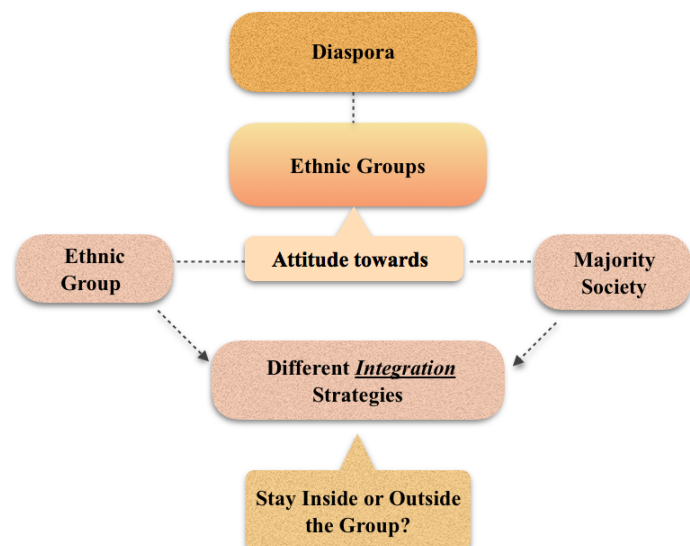 Diaspora
Ethnic Groups
Ethnic
Group
Attitude towards
Majority
Society
Different Integration
Strategies
Stay Inside or Outside
the Group?